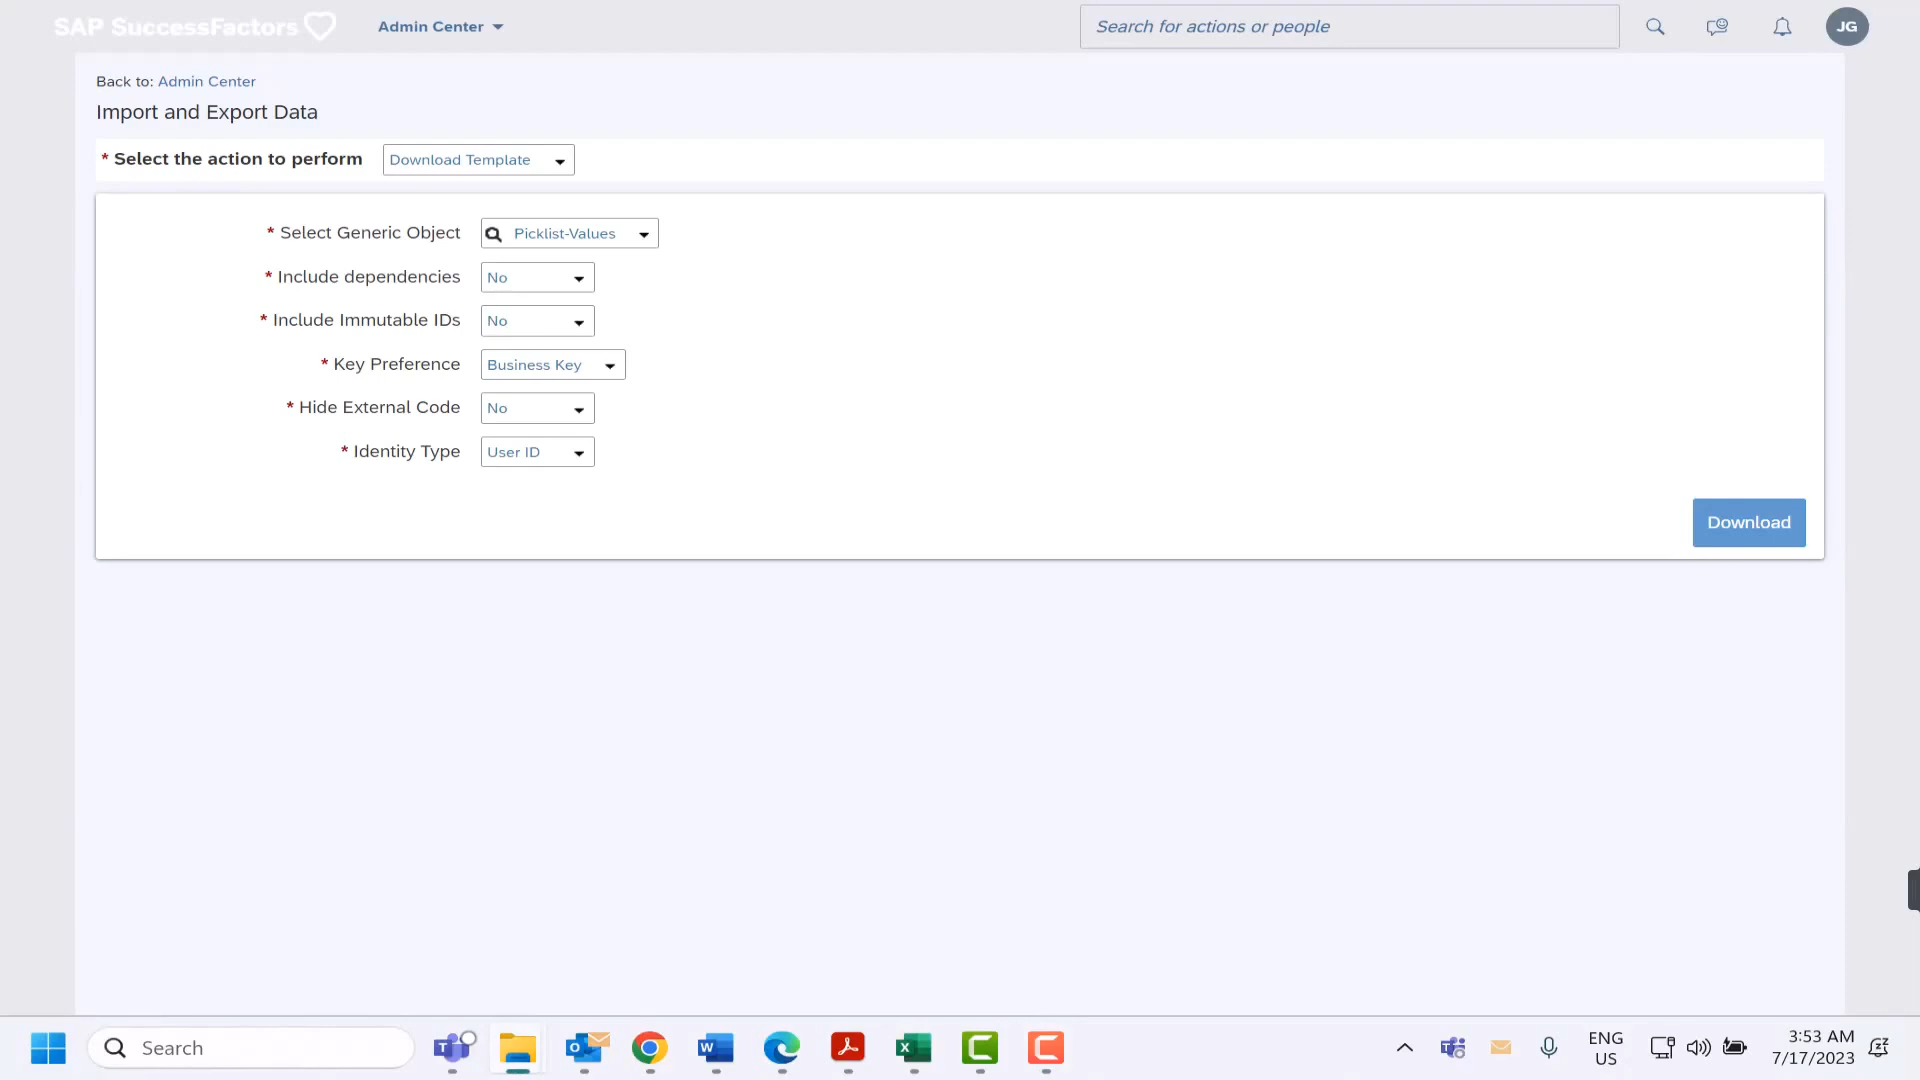 SAP SuccessFactors Admin Center Search for actions or people JG
Back to: Admin Center
Import and Export Data
* Select the action to perform Download Template
* Select Generic Object Picklist-Values
* Include dependencies No
* Include Immutable IDs No
* Key Preference Business Key
* Hide External Code No
* Identity Type User ID
Download
Search ENG 3:53 AM
US 7/17/2023